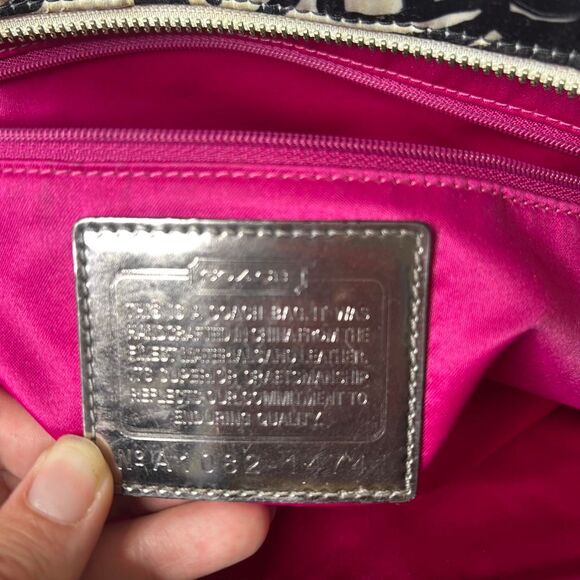 COACH
THIS IS A COACH BAG. IT WAS
HANDCRAFTED IN CHINA FROM THE
FINEST MATERIALS AND LEATHER.
ITS SUPERIOR CRAFTSMANSHIP
REFLECTS OUR COMMITMENT TO
ENDURING QUALITY.